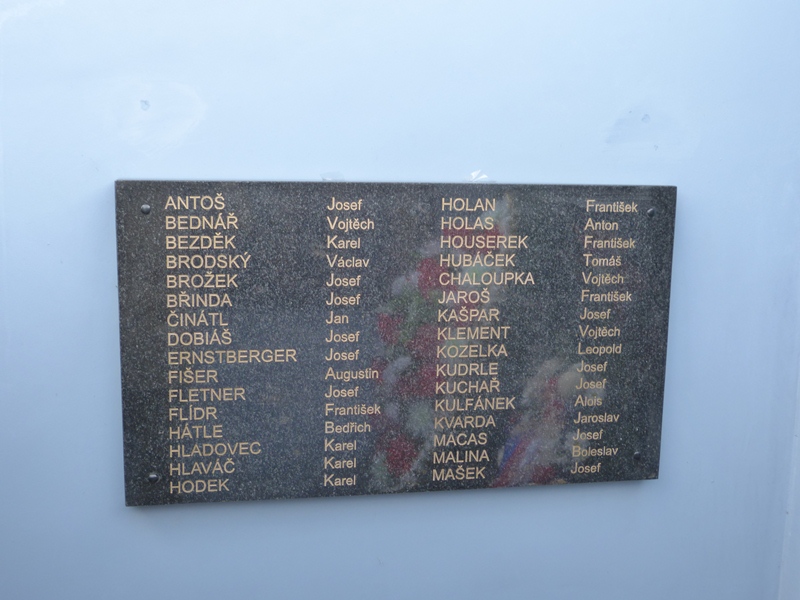 ANTOŠ Josef
BEDNÁŘ Vojtěch
BEZDĚK Karel
BRODSKÝ Václav
BROŽEK Josef
BŘINDA Josef
ČINÁTL Jan
DOBIÁŠ Josef
ERNSTBERGER Josef
FIŠER Augustin
FLETNER Josef
FLÍDR František
HÁTLE Bedřich
HLADOVEC Karel
HLAVÁČ Karel
HODEK Karel
HOLAN František
HOLAS Anton
HOUSEREK František
HUBÁČEK Tomáš
CHALOUPKA Vojtěch
JAROŠ František
KAŠPAR Josef
KLEMENT Vojtěch
KOZELKA Leopold
KUDRLE Josef
KUCHAŘ Josef
KULFÁNEK Alois
KVARDA Jaroslav
MACAS Josef
MALINA Boleslav
MAŠEK Josef